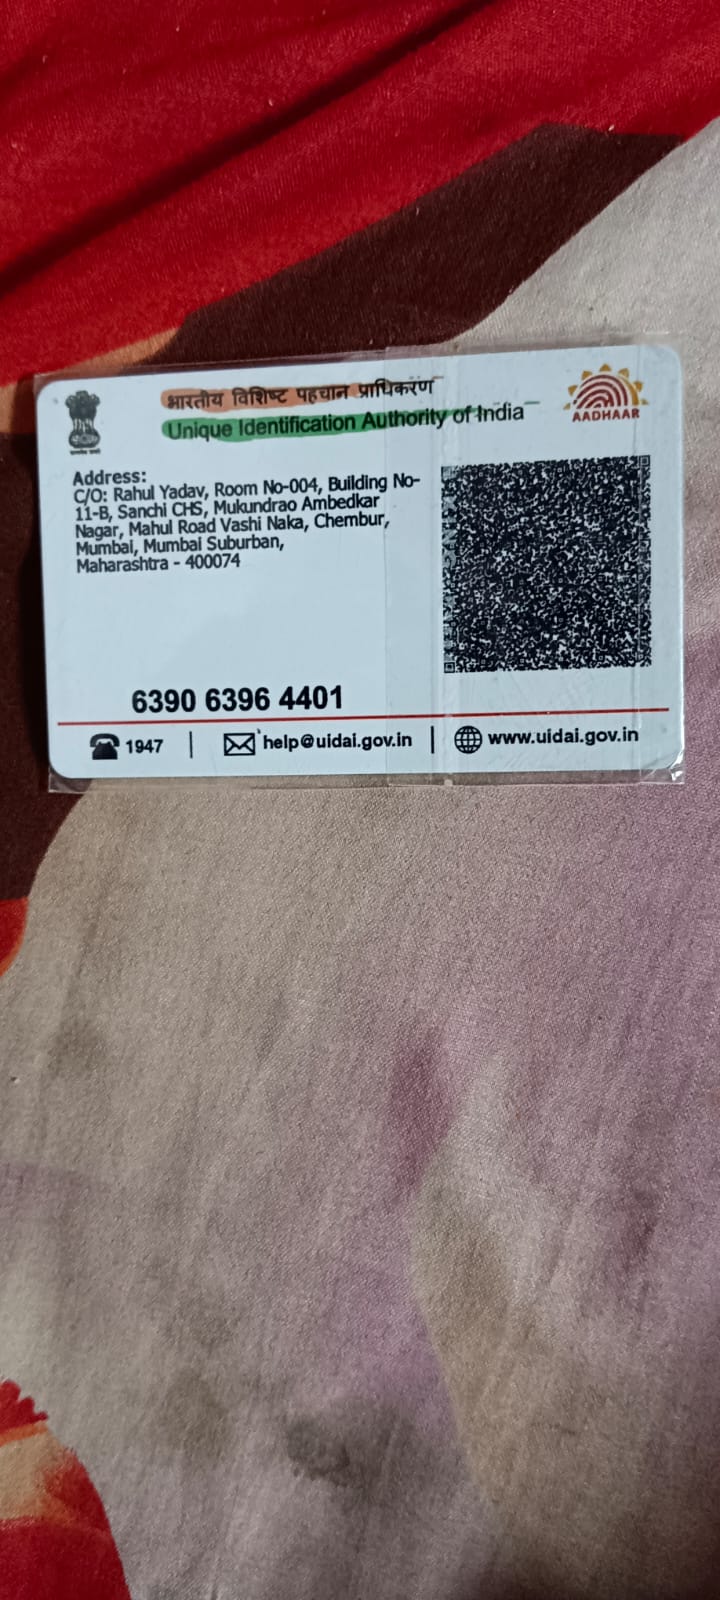 भारतीय विशिष्ट पहचान प्राधिकरण
Unique Identification Authority of India
AADHAAR
Address:
C/O: Rahul Yadav, Room No-004, Building No-
11-B, Sanchi CHS, Mukundrao Ambedkar
Nagar, Mahul Road Vashi Naka, Chembur,
Mumbai, Mumbai Suburban,
Maharashtra - 400074
6390 6396 4401
1947 | help@uidai.gov.in | www.uidai.gov.in